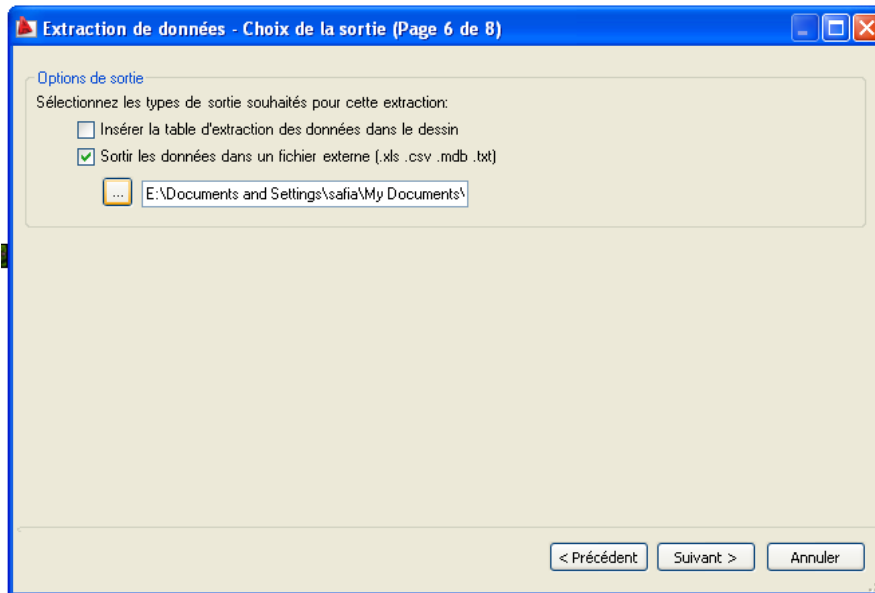 Extraction de données - Choix de la sortie (Page 6 de 8)
Options de sortie
Sélectionnez les types de sortie souhaités pour cette extraction:
Insérer la table d'extraction des données dans le dessin
Sortir les données dans un fichier externe (.xls .csv .mdb .txt)
... E:\Documents and Settings\safia\My Documents\
< Précédent Suivant > Annuler